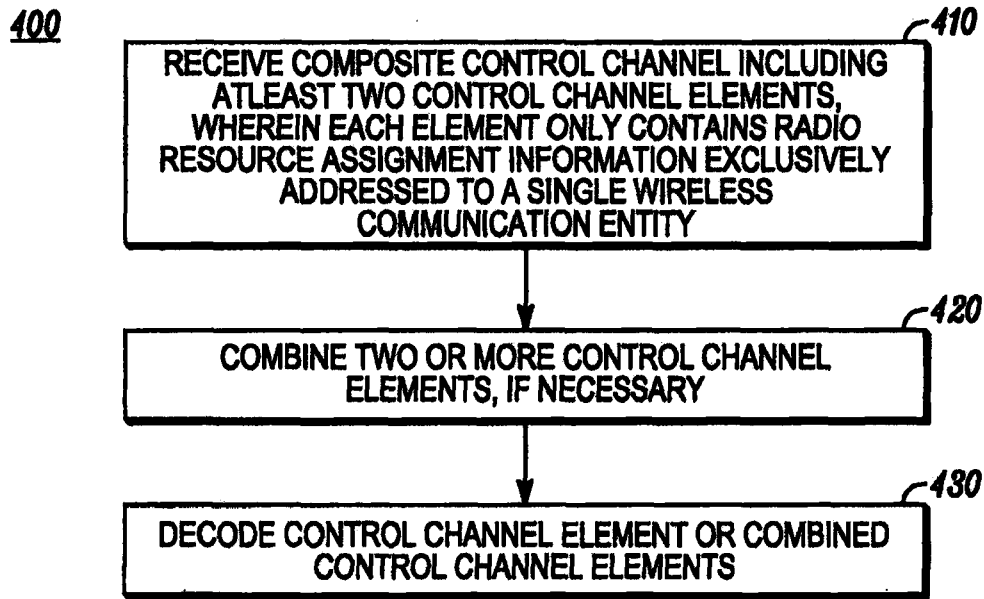 400
410
RECEIVE COMPOSITE CONTROL CHANNEL INCLUDING
ATLEAST TWO CONTROL CHANNEL ELEMENTS,
WHEREIN EACH ELEMENT ONLY CONTAINS RADIO
RESOURCE ASSIGNMENT INFORMATION EXCLUSIVELY
ADDRESSED TO A SINGLE WIRELESS
COMMUNICATION ENTITY
420
COMBINE TWO OR MORE CONTROL CHANNEL
ELEMENTS, IF NECESSARY
430
DECODE CONTROL CHANNEL ELEMENT OR COMBINED
CONTROL CHANNEL ELEMENTS